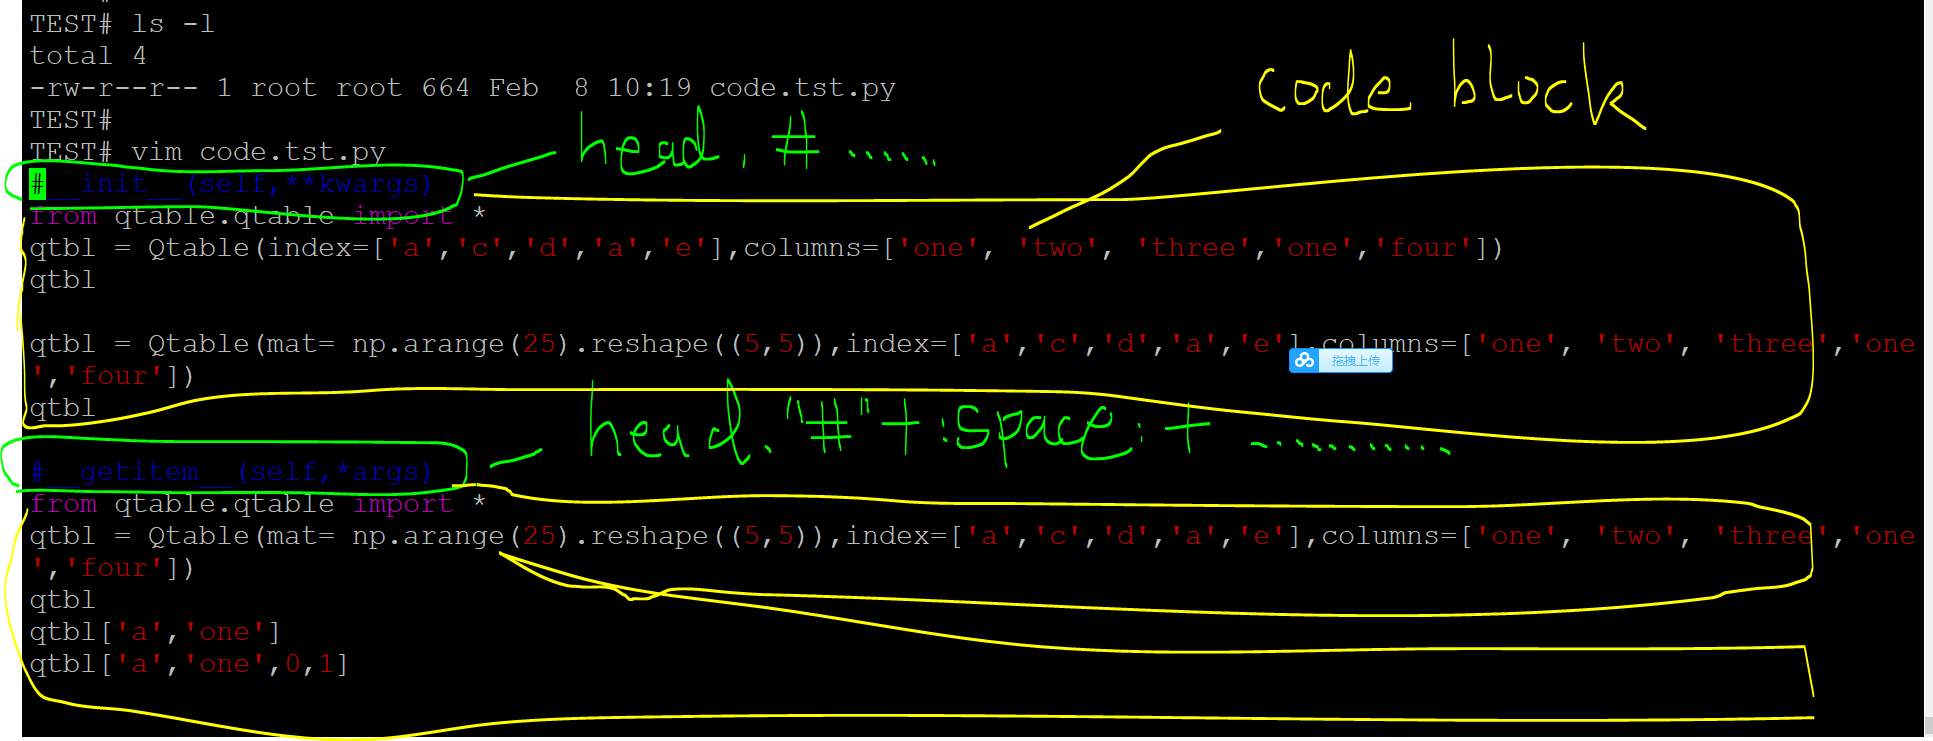 TEST# ls -l
total 4
-rw-r--r-- 1 root root 664 Feb  8 10:19 code.tst.py
TEST#
TEST# vim code.tst.py
code block
head. # ......
# __init__(self,**kwargs)
from qtable.qtable import *
qtbl = Qtable(index=['a','c','d','a','e'],columns=['one', 'two', 'three','one','four'])
qtbl
qtbl = Qtable(mat= np.arange(25).reshape((5,5)),index=['a','c','d','a','e'],columns=['one', 'two', 'three','one
','four'])
拖拽上传
qtbl
head. "#" + :space: + ............
# __getitem__(self,*args)
from qtable.qtable import *
qtbl = Qtable(mat= np.arange(25).reshape((5,5)),index=['a','c','d','a','e'],columns=['one', 'two', 'three','one
','four'])
qtbl
qtbl['a','one']
qtbl['a','one',0,1]